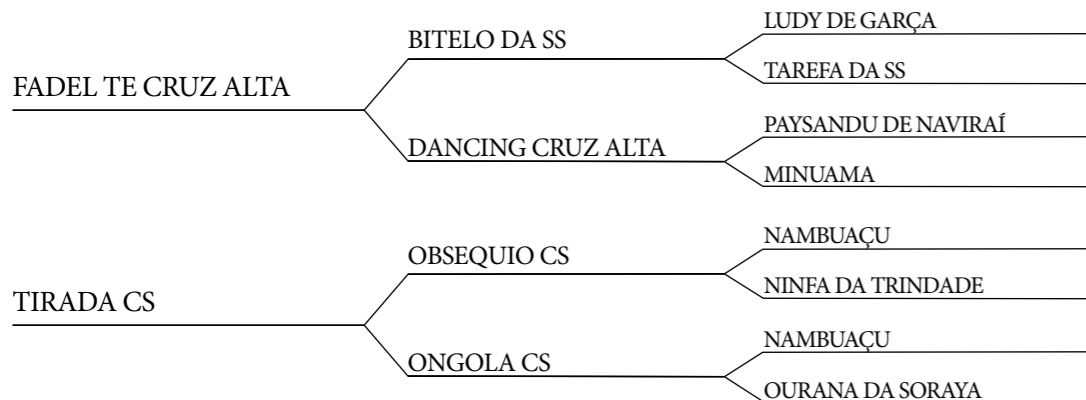 FADEL TE CRUZ ALTA
BITELO DA SS
LUDY DE GARÇA
TAREFA DA SS
DANCING CRUZ ALTA
PAYSANDU DE NAVIRAÍ
MINUAMA
TIRADA CS
OBSEQUIO CS
NAMBUAÇU
NINFA DA TRINDADE
ONGOLA CS
NAMBUAÇU
OURANA DA SORAYA